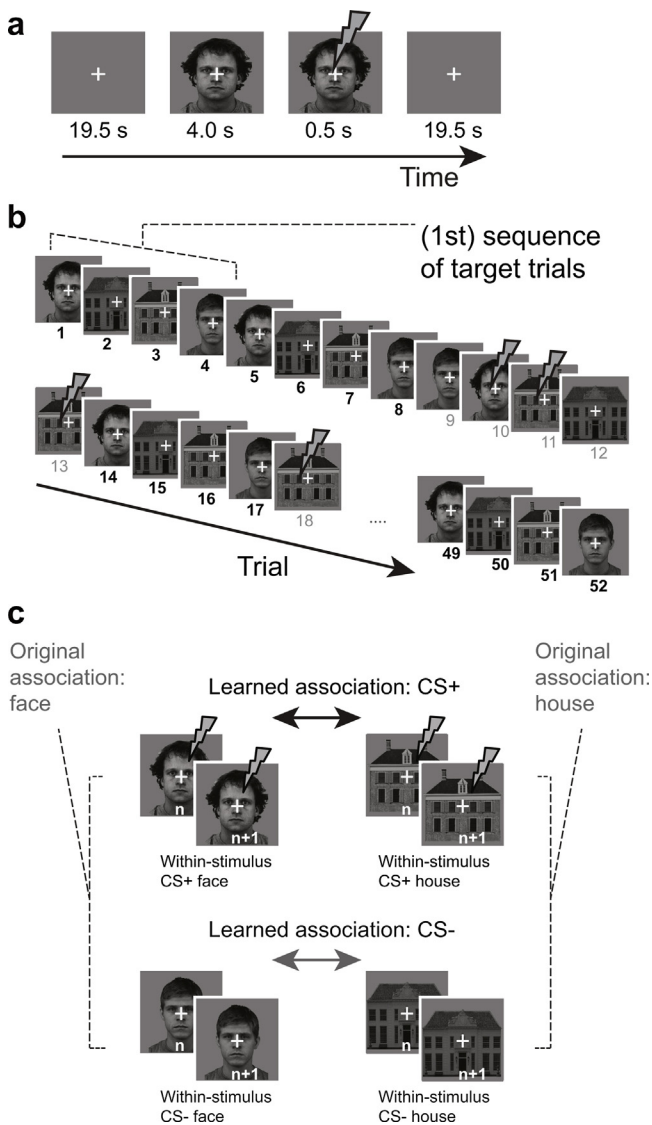 a
19.5 s 4.0 s 0.5 s 19.5 s
Time
b
(1st) sequence
of target trials
1 2 3 4 5 6 7 8 9 10 11 12
13 14 15 16 17 18 .... 49 50 51 52
Trial
c
Original
association:
face
Original
association:
house
Learned association: CS+
n n+1 n n+1
Within-stimulus
CS+ face
Within-stimulus
CS+ house
Learned association: CS-
n n+1 n n+1
Within-stimulus
CS- face
Within-stimulus
CS- house